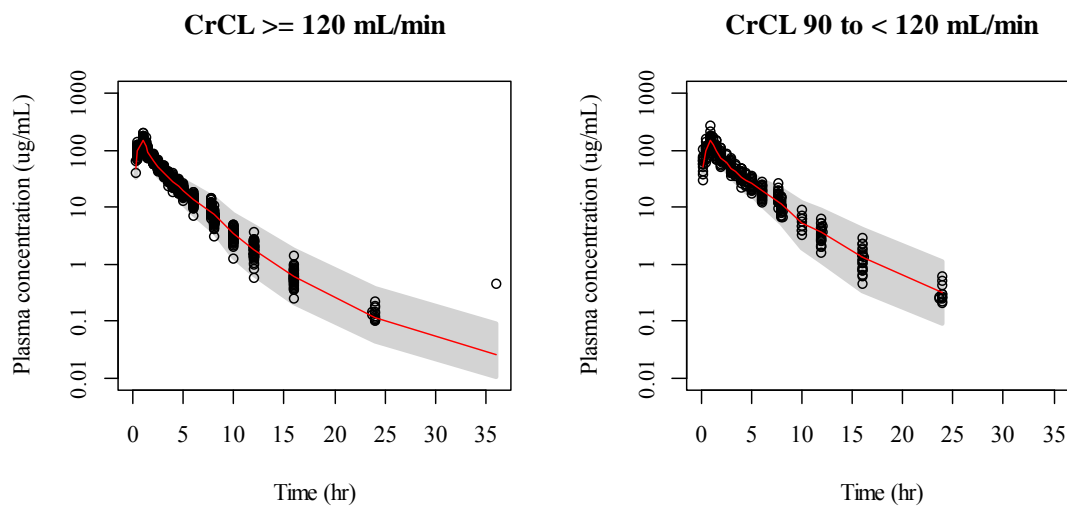 CrCL >= 120 mL/min
Plasma concentration (ug/mL)
1000
100
10
1
0.1
0.01
0 5 10 15 20 25 30 35
Time (hr)
CrCL 90 to < 120 mL/min
Plasma concentration (ug/mL)
1000
100
10
1
0.1
0.01
0 5 10 15 20 25 30 35
Time (hr)